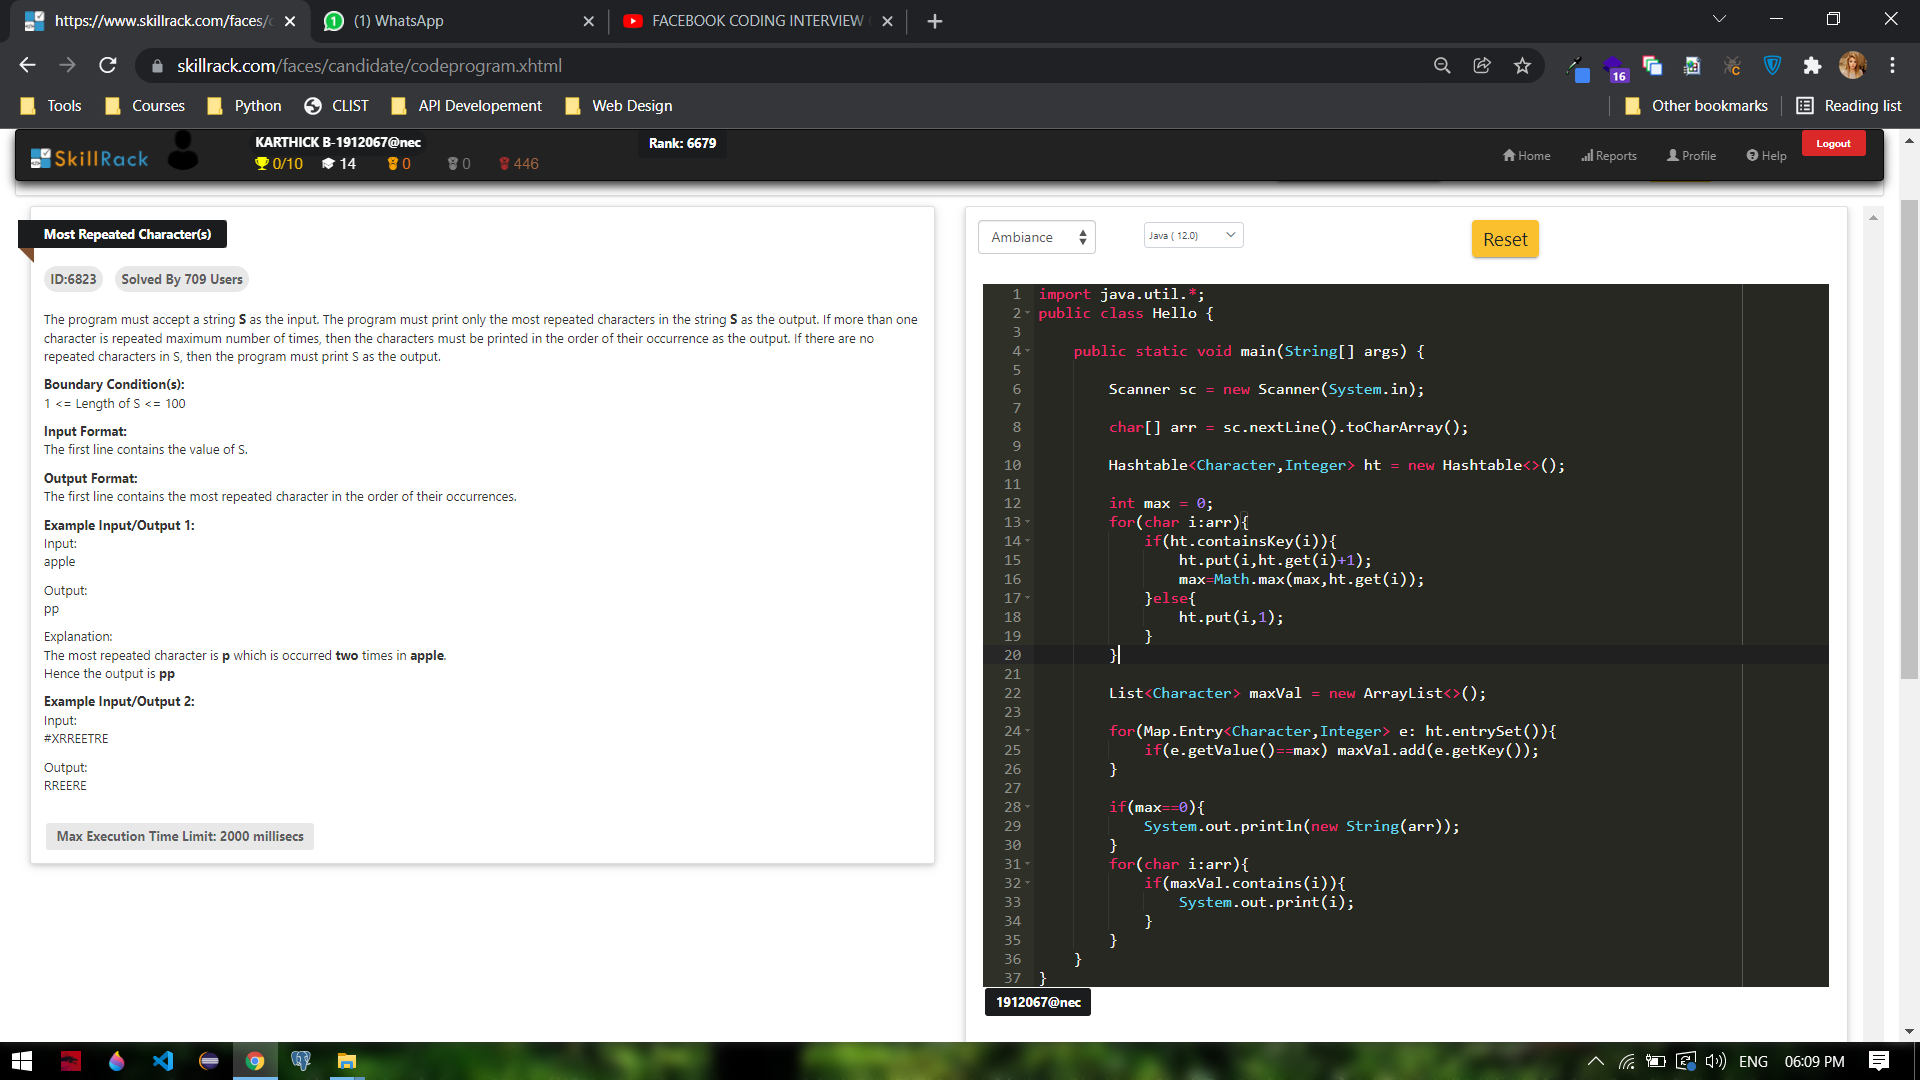 https://www.skillrack.com/faces/c
(1) WhatsApp
FACEBOOK CODING INTERVIEW
skillrack.com/faces/candidate/codeprogram.xhtml
16
Tools
Courses
Python
CLIST
API Developement
Web Design
Other bookmarks
Reading list
SkillRack
KARTHICK B-1912067@nec
0/10 14 0 0 446
Rank: 6679
Home
Reports
Profile
Help
Logout
Most Repeated Character(s)
ID:6823
Solved By 709 Users
The program must accept a string S as the input. The program must print only the most repeated characters in the string S as the output. If more than one
character is repeated maximum number of times, then the characters must be printed in the order of their occurrence as the output. If there are no
repeated characters in S, then the program must print S as the output.
Boundary Condition(s):
1 <= Length of S <= 100
Input Format:
The first line contains the value of S.
Output Format:
The first line contains the most repeated character in the order of their occurrences.
Example Input/Output 1:
Input:
apple
Output:
pp
Explanation:
The most repeated character is p which is occurred two times in apple.
Hence the output is pp
Example Input/Output 2:
Input:
#XRREETRE
Output:
RREERE
Max Execution Time Limit: 2000 millisecs
Ambiance
Java ( 12.0)
Reset
1 import java.util.*;
2 public class Hello {
3
4 public static void main(String[] args) {
5
6 Scanner sc = new Scanner(System.in);
7
8 char[] arr = sc.nextLine().toCharArray();
9
10 Hashtable<Character,Integer> ht = new Hashtable<>();
11
12 int max = 0;
13 for(char i:arr){
14 if(ht.containsKey(i)){
15 ht.put(i,ht.get(i)+1);
16 max=Math.max(max,ht.get(i));
17 }else{
18 ht.put(i,1);
19 }
20 }
21
22 List<Character> maxVal = new ArrayList<>();
23
24 for(Map.Entry<Character,Integer> e: ht.entrySet()){
25 if(e.getValue()==max) maxVal.add(e.getKey());
26 }
27
28 if(max==0){
29 System.out.println(new String(arr));
30 }
31 for(char i:arr){
32 if(maxVal.contains(i)){
33 System.out.print(i);
34 }
35 }
36 }
37 }
1912067@nec
ENG
06:09 PM